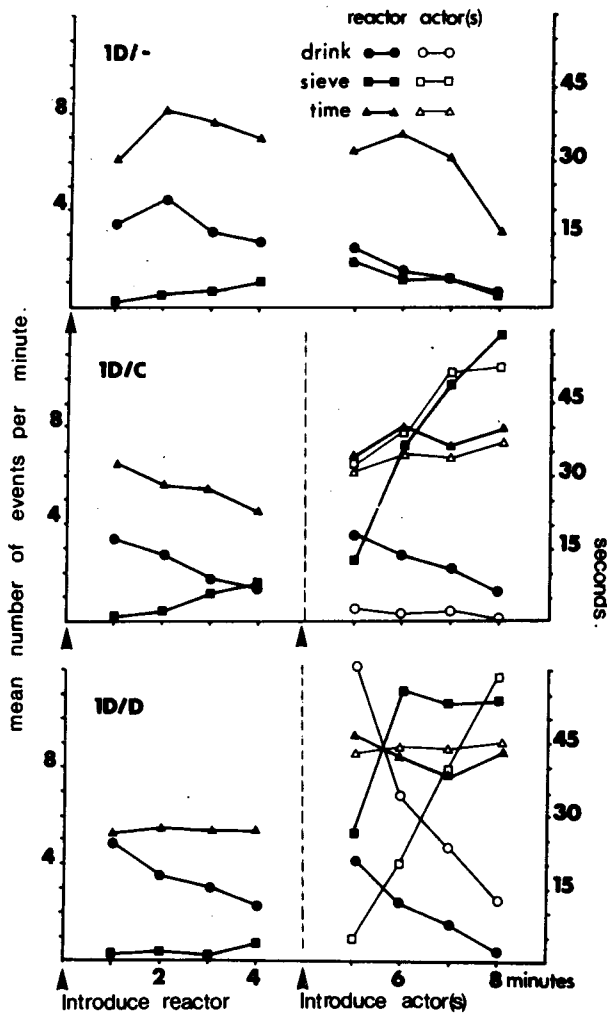 reactor actor(s)
1D/-
drink
sieve
time
8
4
45
30
15
mean number of events per minute.
1D/C
8
4
45
30
15
seconds.
1D/D
8
4
45
30
15
2 4 6 8 minutes
Introduce reactor Introduce actor(s)